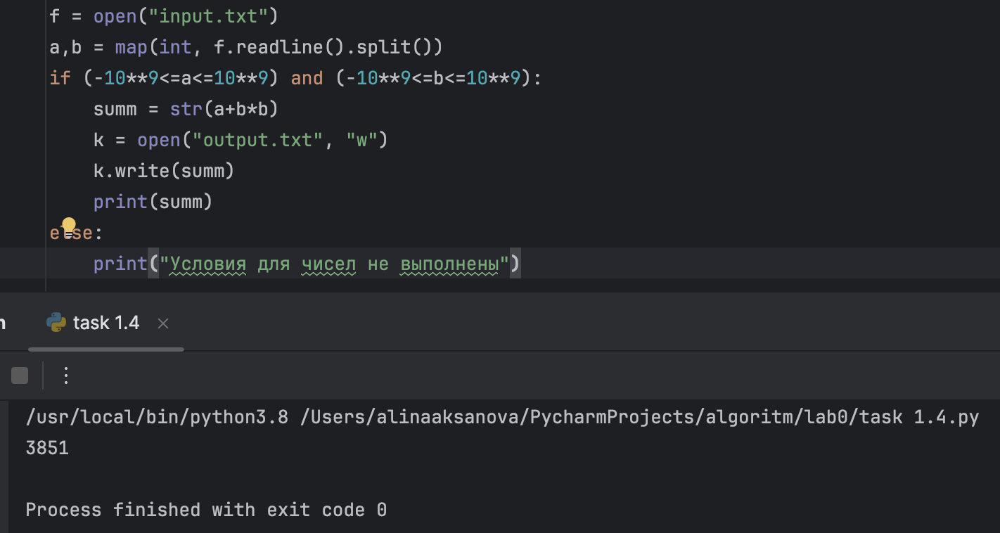 f = open("input.txt")
a,b = map(int, f.readline().split())
if (-10**9<=a<=10**9) and (-10**9<=b<=10**9):
    summ = str(a+b*b)
    k = open("output.txt", "w")
    k.write(summ)
    print(summ)
else:
    print("Условия для чисел не выполнены")
task 1.4
/usr/local/bin/python3.8 /Users/alinaaksanova/PycharmProjects/algoritm/lab0/task 1.4.py
3851
Process finished with exit code 0